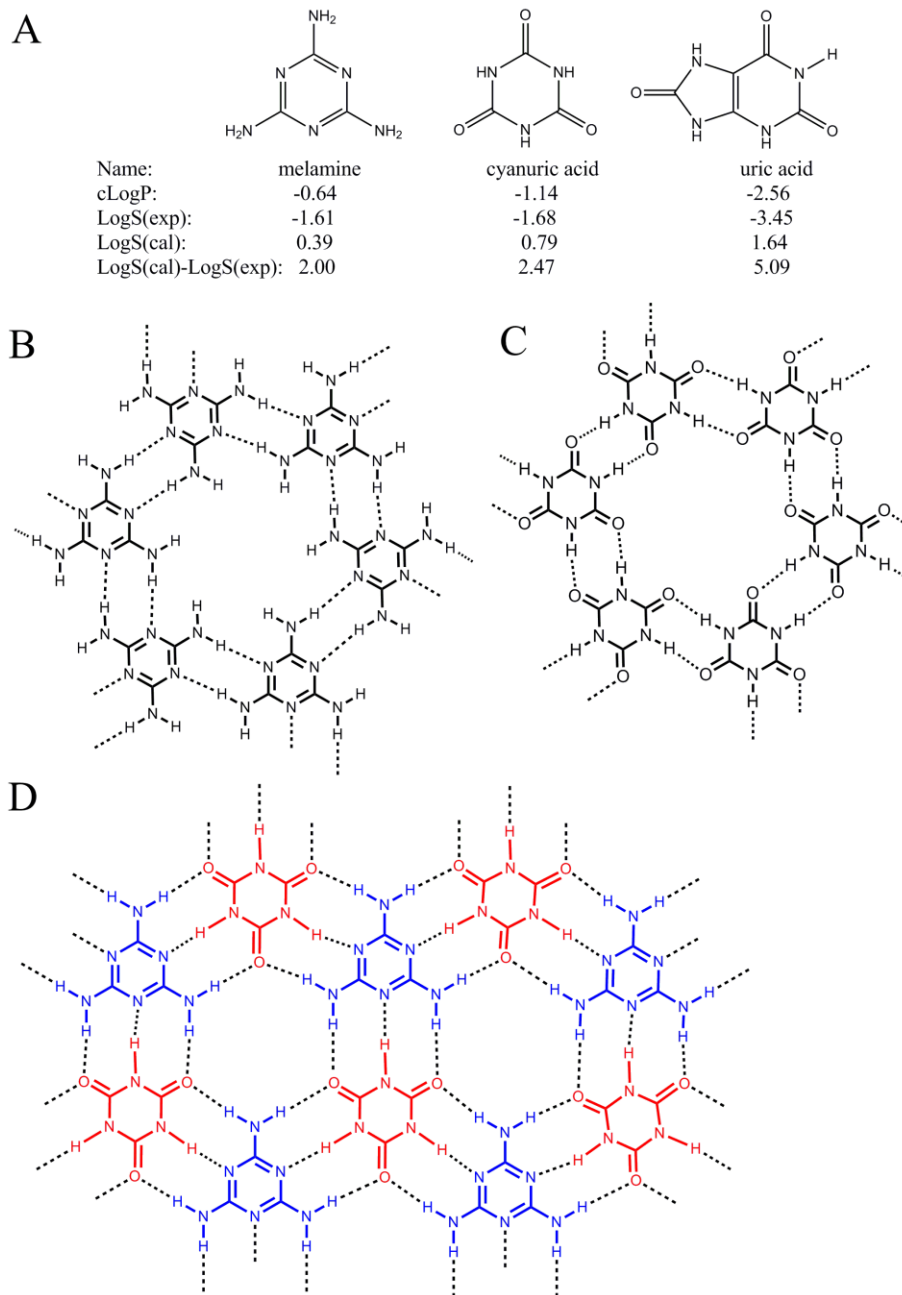 A
NH₂
N N
H₂N N NH₂
O
HN NH
O N O
H
O
H
N N H
O
N N O
H H
Name: melamine cyanuric acid uric acid
cLogP: -0.64 -1.14 -2.56
LogS(exp): -1.61 -1.68 -3.45
LogS(cal): 0.39 0.79 1.64
LogS(cal)-LogS(exp): 2.00 2.47 5.09
B
C
D